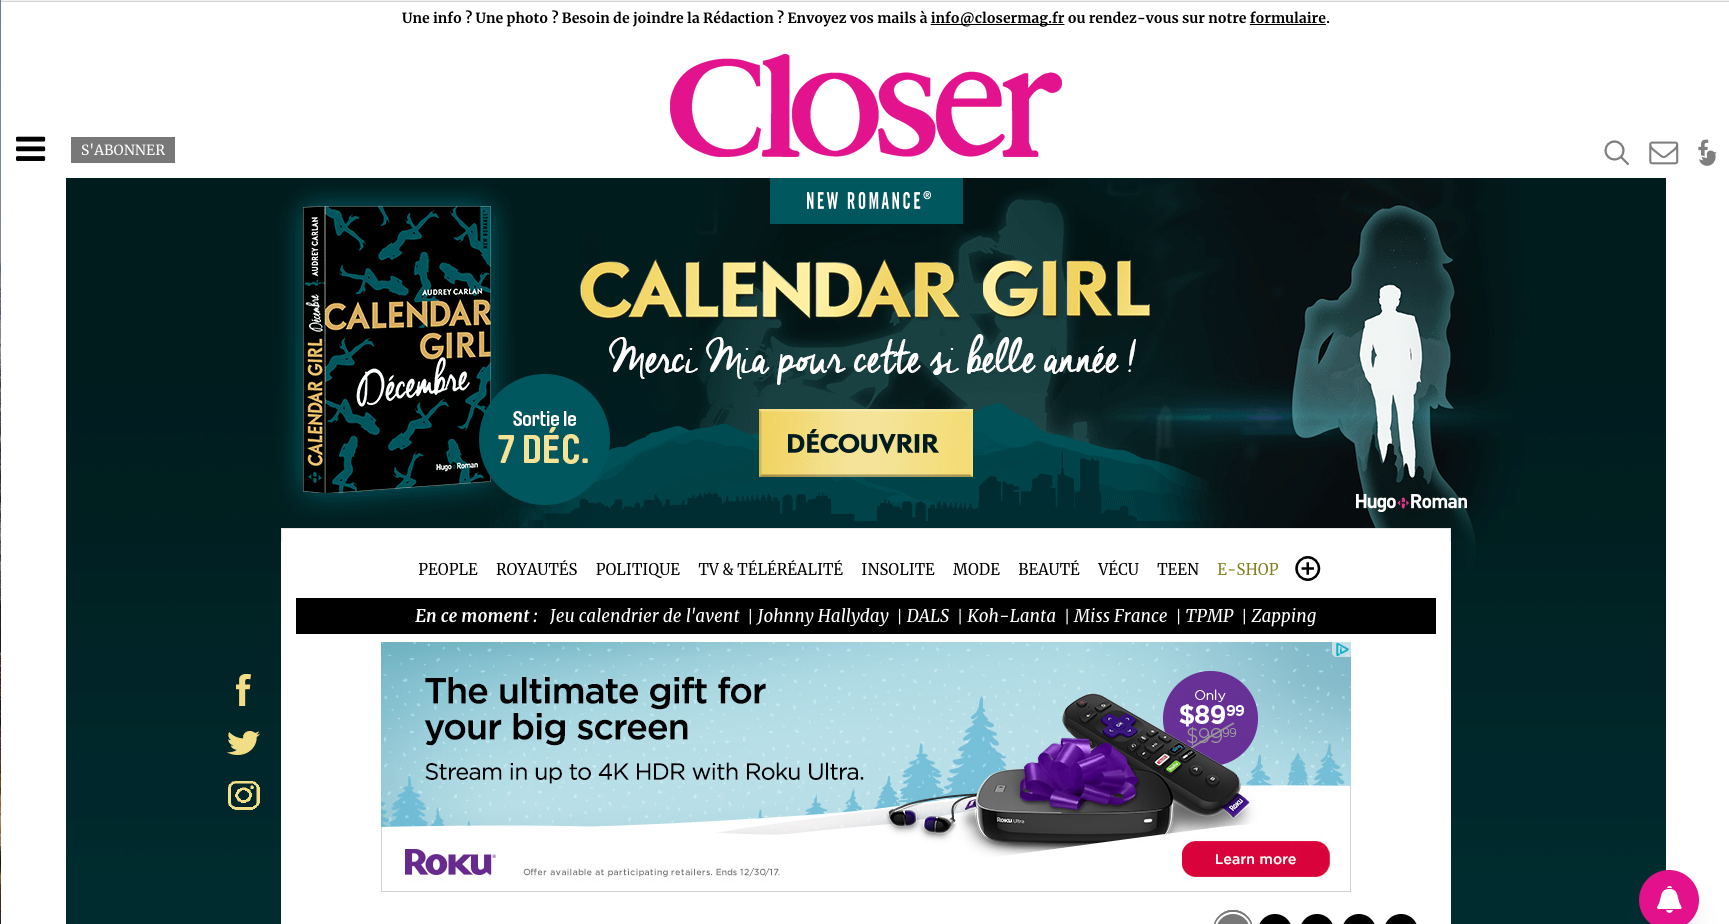 Une info ? Une photo ? Besoin de joindre la Rédaction ? Envoyez vos mails à info@closermag.fr ou rendez-vous sur notre formulaire.
Closer
S'ABONNER
NEW ROMANCE®
AUDREY CARLAN
CALENDAR GIRL
Décembre
AUDREY CARLAN
CALENDAR
GIRL
Décembre
Hugo Roman
CALENDAR GIRL
Merci Mia pour cette si belle année !
Sortie le
7 DÉC.
DÉCOUVRIR
Hugo Roman
PEOPLE ROYAUTÉS POLITIQUE TV & TÉLÉRÉALITÉ INSOLITE MODE BEAUTÉ VÉCU TEEN E-SHOP
En ce moment : Jeu calendrier de l'avent | Johnny Hallyday | DALS | Koh-Lanta | Miss France | TPMP | Zapping
The ultimate gift for
your big screen
Stream in up to 4K HDR with Roku Ultra.
Only
$8999
$9999
Roku
ROKU ULTRA
ROKU
Offer available at participating retailers. Ends 12/30/17.
Learn more